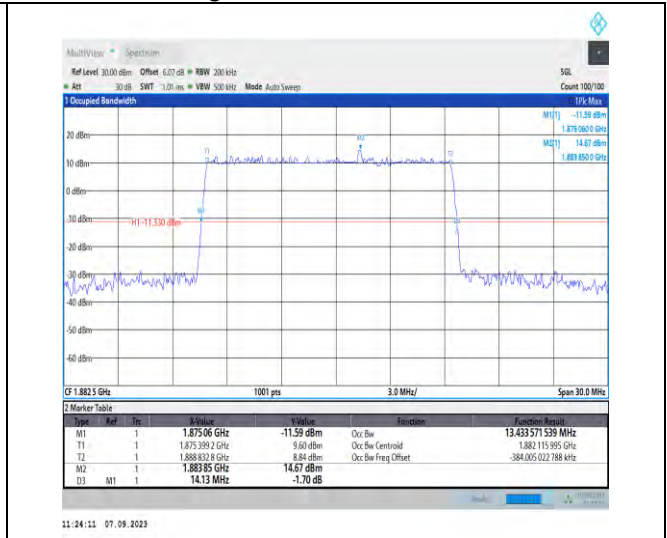 MultiView Spectrum
Ref Level 30.00 dBm Offset 6.07 dB RBW 200 kHz SGL
Att 30 dB SWT 1.01 ms VBW 500 kHz Mode Auto Sweep Count 100/100
1 Occupied Bandwidth 1Pk Max
M1[1] -11.59 dBm
1.875 060 0 GHz
20 dBm M2[1] 14.67 dBm
1.883 850 0 GHz
M2
T1 T2
10 dBm
0 dBm
M1
-10 dBm H1 -11.330 dBm
-20 dBm
-30 dBm
-40 dBm
-50 dBm
-60 dBm
CF 1.882 5 GHz 1001 pts 3.0 MHz/ Span 30.0 MHz
2 Marker Table
Type Ref Trc X-Value Y-Value Function Function Result
M1 1 1.875 06 GHz -11.59 dBm Occ Bw 13.433 571 539 MHz
T1 1 1.875 399 2 GHz 9.60 dBm Occ Bw Centroid 1.882 115 995 GHz
T2 1 1.888 832 8 GHz 8.84 dBm Occ Bw Freq Offset -384.005 022 788 kHz
M2 1 1.883 85 GHz 14.67 dBm
D3 M1 1 14.13 MHz -1.70 dB
11:24:11 07.09.2023